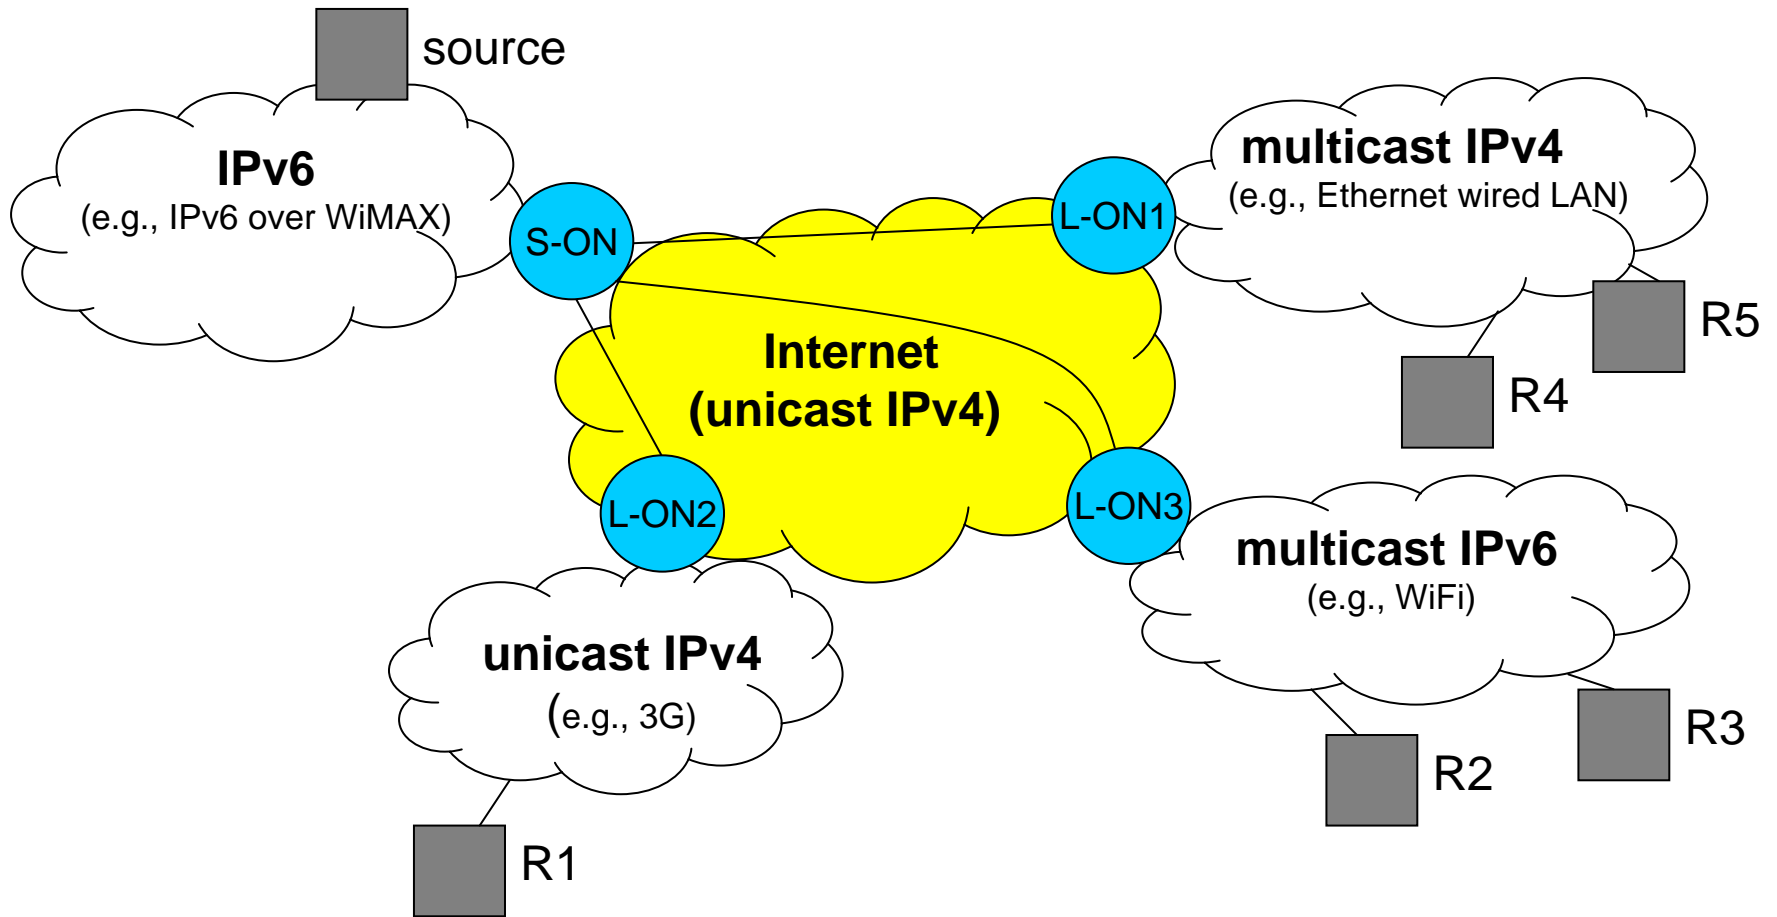 source
IPv6
(e.g., IPv6 over WiMAX)
S-ON
L-ON1
multicast IPv4
(e.g., Ethernet wired LAN)
R5
R4
Internet
(unicast IPv4)
L-ON2
L-ON3
multicast IPv6
(e.g., WiFi)
unicast IPv4
(e.g., 3G)
R3
R2
R1